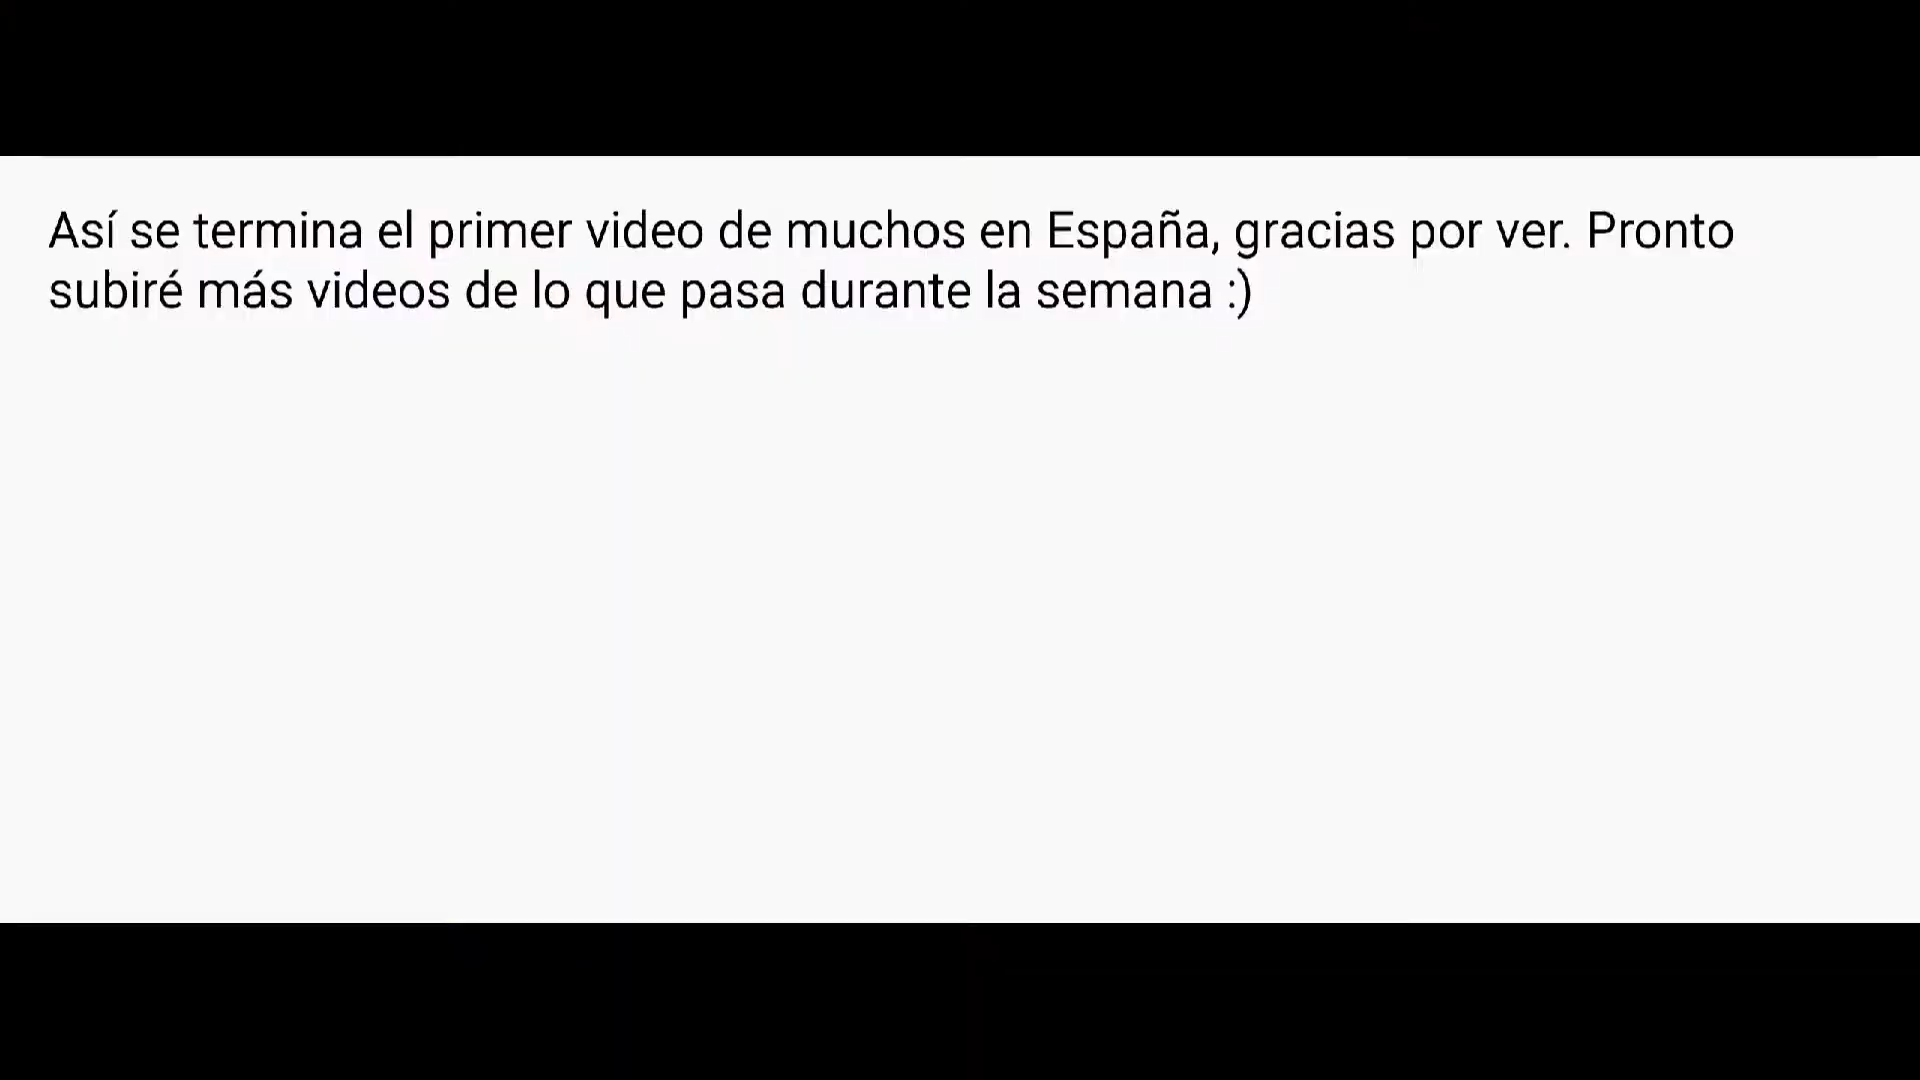 Así se termina el primer video de muchos en España, gracias por ver. Pronto
subiré más videos de lo que pasa durante la semana :)